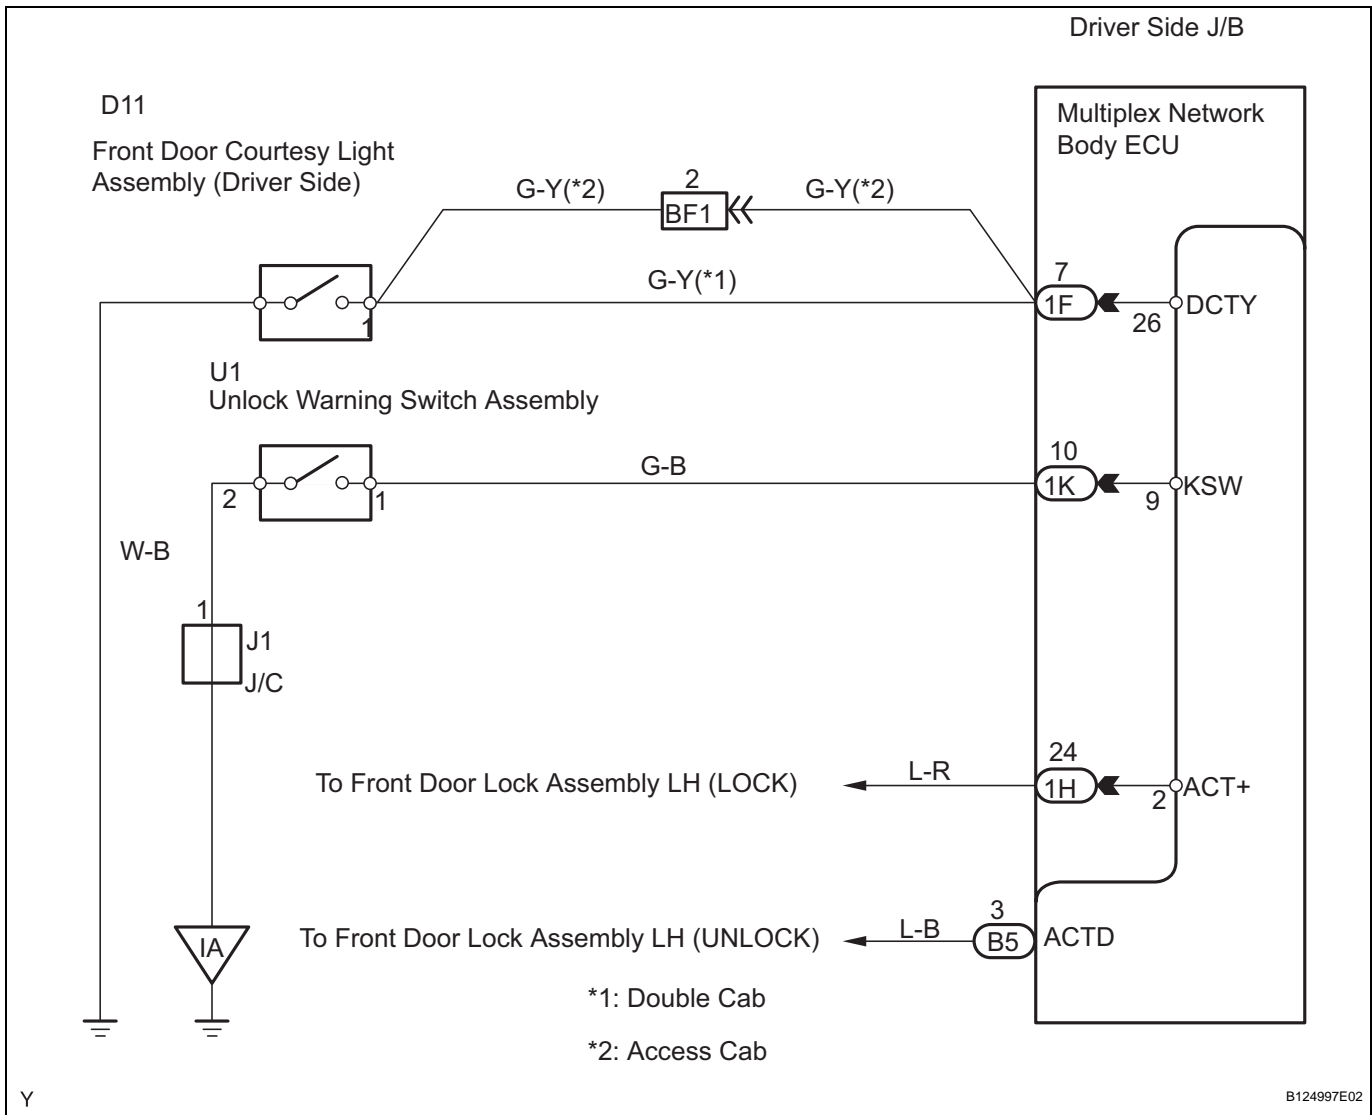 Driver Side J/B
D11
Multiplex Network
Body ECU
Front Door Courtesy Light
Assembly (Driver Side)
G-Y(*2)
2
BF1
G-Y(*2)
G-Y(*1)
7
1F
26
DCTY
1
U1
Unlock Warning Switch Assembly
G-B
10
1K
9
KSW
2
1
W-B
1
J1
J/C
To Front Door Lock Assembly LH (LOCK)
L-R
24
1H
2
ACT+
To Front Door Lock Assembly LH (UNLOCK)
L-B
3
B5
ACTD
IA
*1: Double Cab
*2: Access Cab
Y
B124997E02